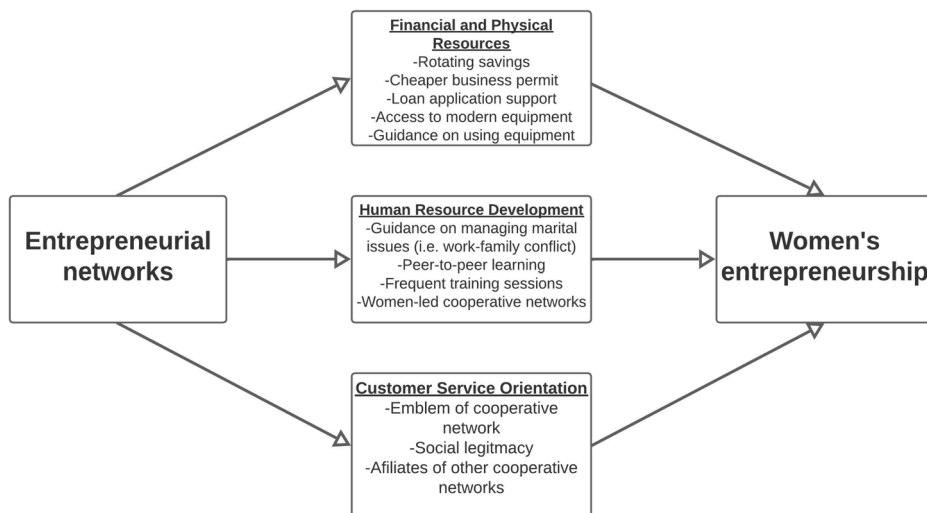 Financial and Physical
Resources
-Rotating savings
-Cheaper business permit
-Loan application support
-Access to modern equipment
-Guidance on using equipment
Entrepreneurial
networks
Human Resource Development
-Guidance on managing marital
issues (i.e. work-family conflict)
-Peer-to-peer learning
-Frequent training sessions
-Women-led cooperative networks
Women's
entrepreneurship
Customer Service Orientation
-Emblem of cooperative
network
-Social legitmacy
-Afiliates of other cooperative
networks